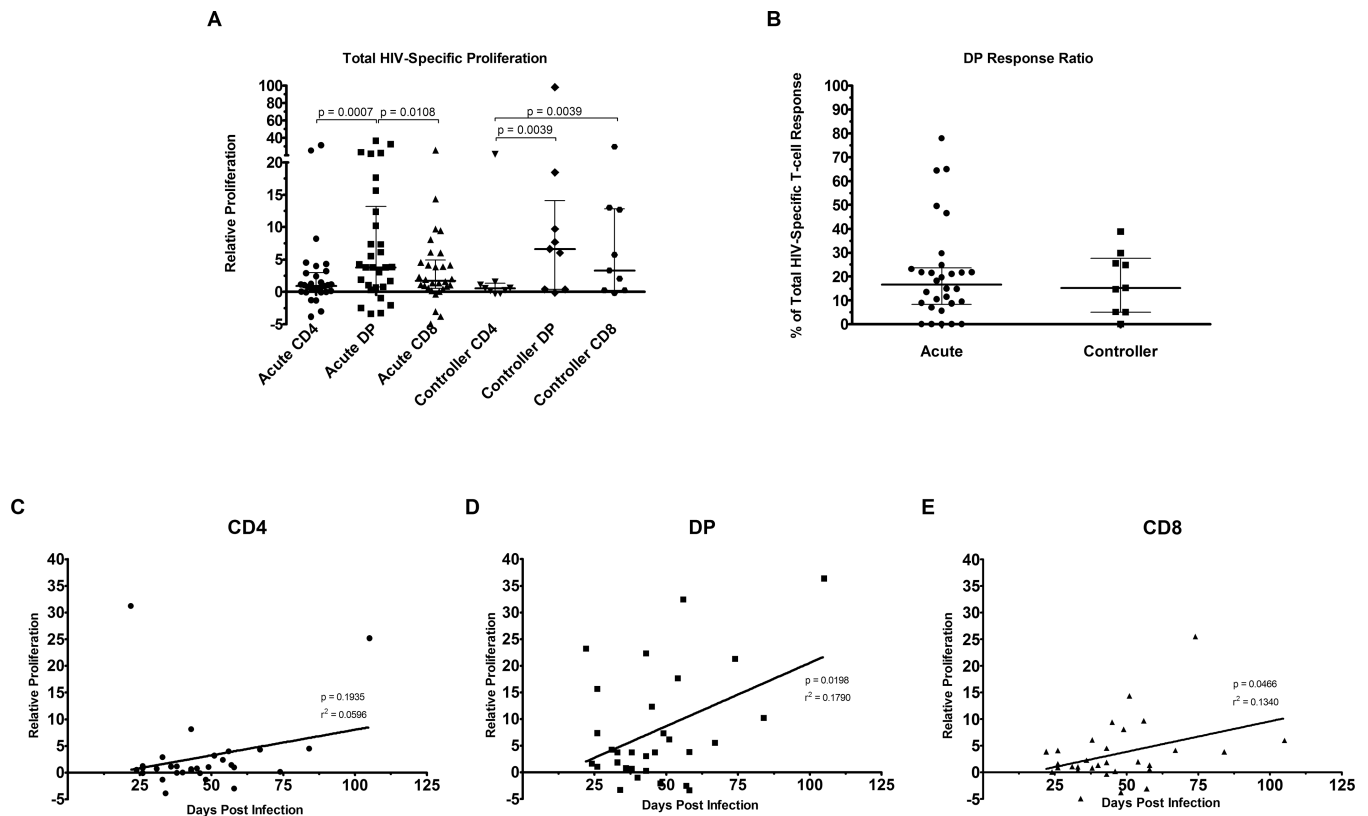 A
B
Total HIV-Specific Proliferation
DP Response Ratio
Relative Proliferation
100
80
60
40
20
15
10
5
0
-5
p = 0.0007
p = 0.0108
p = 0.0039
p = 0.0039
Acute CD4
Acute DP
Acute CD8
Controller CD4
Controller DP
Controller CD8
% of Total HIV-Specific T-cell Response
100
90
80
70
60
50
40
30
20
10
0
Acute
Controller
C
D
E
CD4
Relative Proliferation
40
35
30
25
20
15
10
5
0
-5
25
50
75
100
125
p = 0.1935
r² = 0.0596
Days Post Infection
DP
Relative Proliferation
40
35
30
25
20
15
10
5
0
-5
25
50
75
100
125
p = 0.0198
r² = 0.1790
Days Post Infection
CD8
Relative Proliferation
40
35
30
25
20
15
10
5
0
-5
25
50
75
100
125
p = 0.0466
r² = 0.1340
Days Post Infection